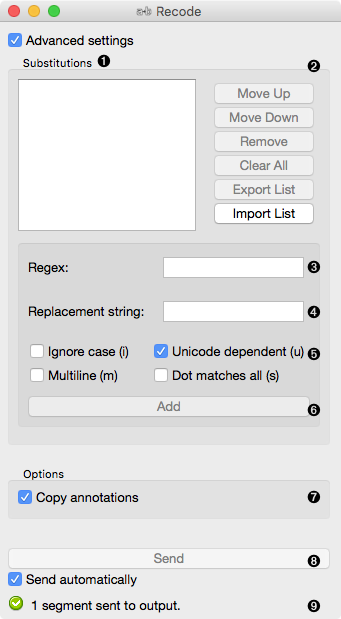 a•b Recode
Advanced settings
Substitutions ❶ ❷
Move Up
Move Down
Remove
Clear All
Export List
Import List
Regex: ❸
Replacement string: ❹
Ignore case (i) Unicode dependent (u) ❺
Multiline (m) Dot matches all (s)
Add ❻
Options
Copy annotations ❼
Send ❽
Send automatically
1 segment sent to output. ❾